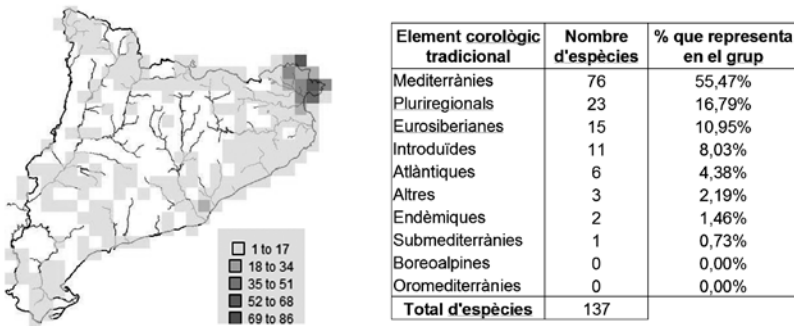 1 to 17
18 to 34
35 to 51
52 to 68
69 to 86
Element corològic tradicional Nombre d'espècies % que representa en el grup
Mediterrànies 76 55,47%
Pluriregionals 23 16,79%
Eurosiberianes 15 10,95%
Introduïdes 11 8,03%
Atlàntiques 6 4,38%
Altres 3 2,19%
Endèmiques 2 1,46%
Submediterrànies 1 0,73%
Boreoalpines 0 0,00%
Oromediterrànies 0 0,00%
Total d'espècies 137